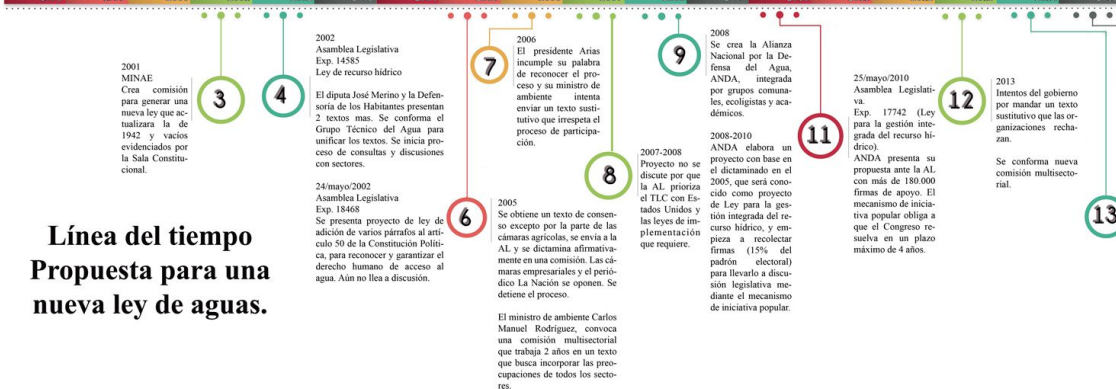 2001
MINAE
Crea comisión
para generar una
nueva ley que ac-
tualizara la de
1942 y vacíos
evidenciados por
la Sala Constitu-
cional.
3
4
2002
Asamblea Legislativa
Exp. 14585
Ley de recurso hídrico
El diputa José Merino y la Defen-
soría de los Habitantes presentan
2 textos mas. Se conforma el
Grupo Técnico del Agua para
unificar los textos. Se inicia pro-
ceso de consultas y discusiones
con sectores.
24/mayo/2002
Asamblea Legislativa
Exp. 18468
Se presenta proyecto de ley de
adición de varios párrafos al artí-
culo 50 de la Constitución Políti-
ca, para reconocer y garantizar el
derecho humano de acceso al
agua. Aún no llea a discusión.
6
2005
Se obtiene un texto de consen-
so excepto por la parte de las
cámaras agrícolas, se envía a la
AL y se dictamina afirmativa-
mente en una comisión. Las cá-
maras empresariales y el perió-
dico La Nación se oponen. Se
detiene el proceso.
El ministro de ambiente Carlos
Manuel Rodríguez, convoca
una comisión multisectorial
que trabaja 2 años en un texto
que busca incorporar las preo-
cupaciones de todos los secto-
res.
7
2006
El presidente Arias
incumple su palabra
de reconocer el pro-
ceso y su ministro de
ambiente intenta
enviar un texto susti-
tutivo que irrespeta el
proceso de participa-
ción.
8
2007-2008
Proyecto no se
discute por que
la AL prioriza
el TLC con Es-
tados Unidos y
las leyes de im-
plementación
que requiere.
9
2008
Se crea la Alianza
Nacional por la De-
fensa del Agua,
ANDA, integrada
por grupos comuna-
les, ecoligistas y aca-
démicos.
2008-2010
ANDA elabora un
proyecto con base en
el dictaminado en el
2005, que será cono-
cido como proyecto
de Ley para la ges-
tión integrada del re-
curso hídrico, y em-
pieza a recolectar
firmas (15% del
padrón electoral)
para llevarlo a discu-
sión legislativa me-
diante el mecanismo
de iniciativa popular.
11
25/mayo/2010
Asamblea Legislati-
va.
Exp. 17742 (Ley
para la gestión inte-
grada del recurso hí-
drico).
ANDA presenta su
propuesta ante la AL
con más de 180.000
firmas de apoyo. El
mecanismo de inicia-
tiva popular obliga a
que el Congreso re-
suelva en un plazo
máximo de 4 años.
12
2013
Intentos del gobierno
por mandar un texto
sustitutivo que las or-
ganizaciones recha-
zan.
Se conforma nueva
comisión multisecto-
rial.
13
Línea del tiempo
Propuesta para una
nueva ley de aguas.